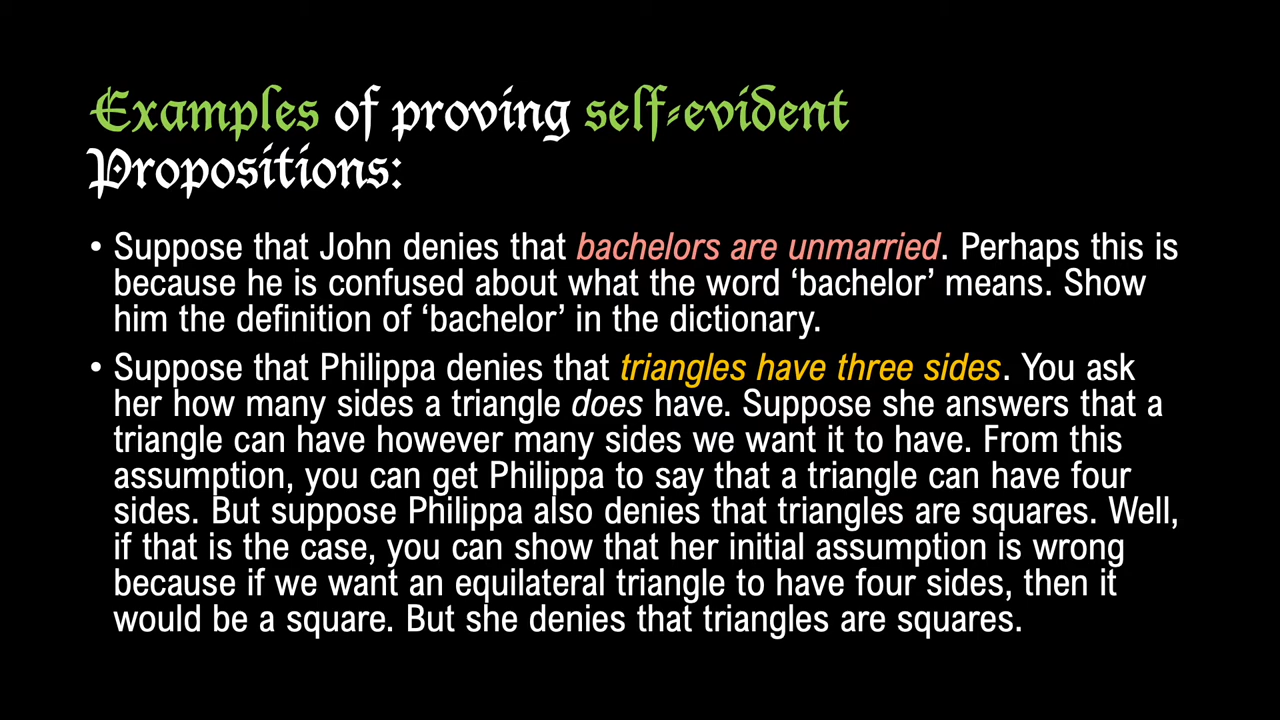 Examples of proving self-evident
Propositions:
• Suppose that John denies that bachelors are unmarried. Perhaps this is
because he is confused about what the word ‘bachelor’ means. Show
him the definition of ‘bachelor’ in the dictionary.
• Suppose that Philippa denies that triangles have three sides. You ask
her how many sides a triangle does have. Suppose she answers that a
triangle can have however many sides we want it to have. From this
assumption, you can get Philippa to say that a triangle can have four
sides. But suppose Philippa also denies that triangles are squares. Well,
if that is the case, you can show that her initial assumption is wrong
because if we want an equilateral triangle to have four sides, then it
would be a square. But she denies that triangles are squares.